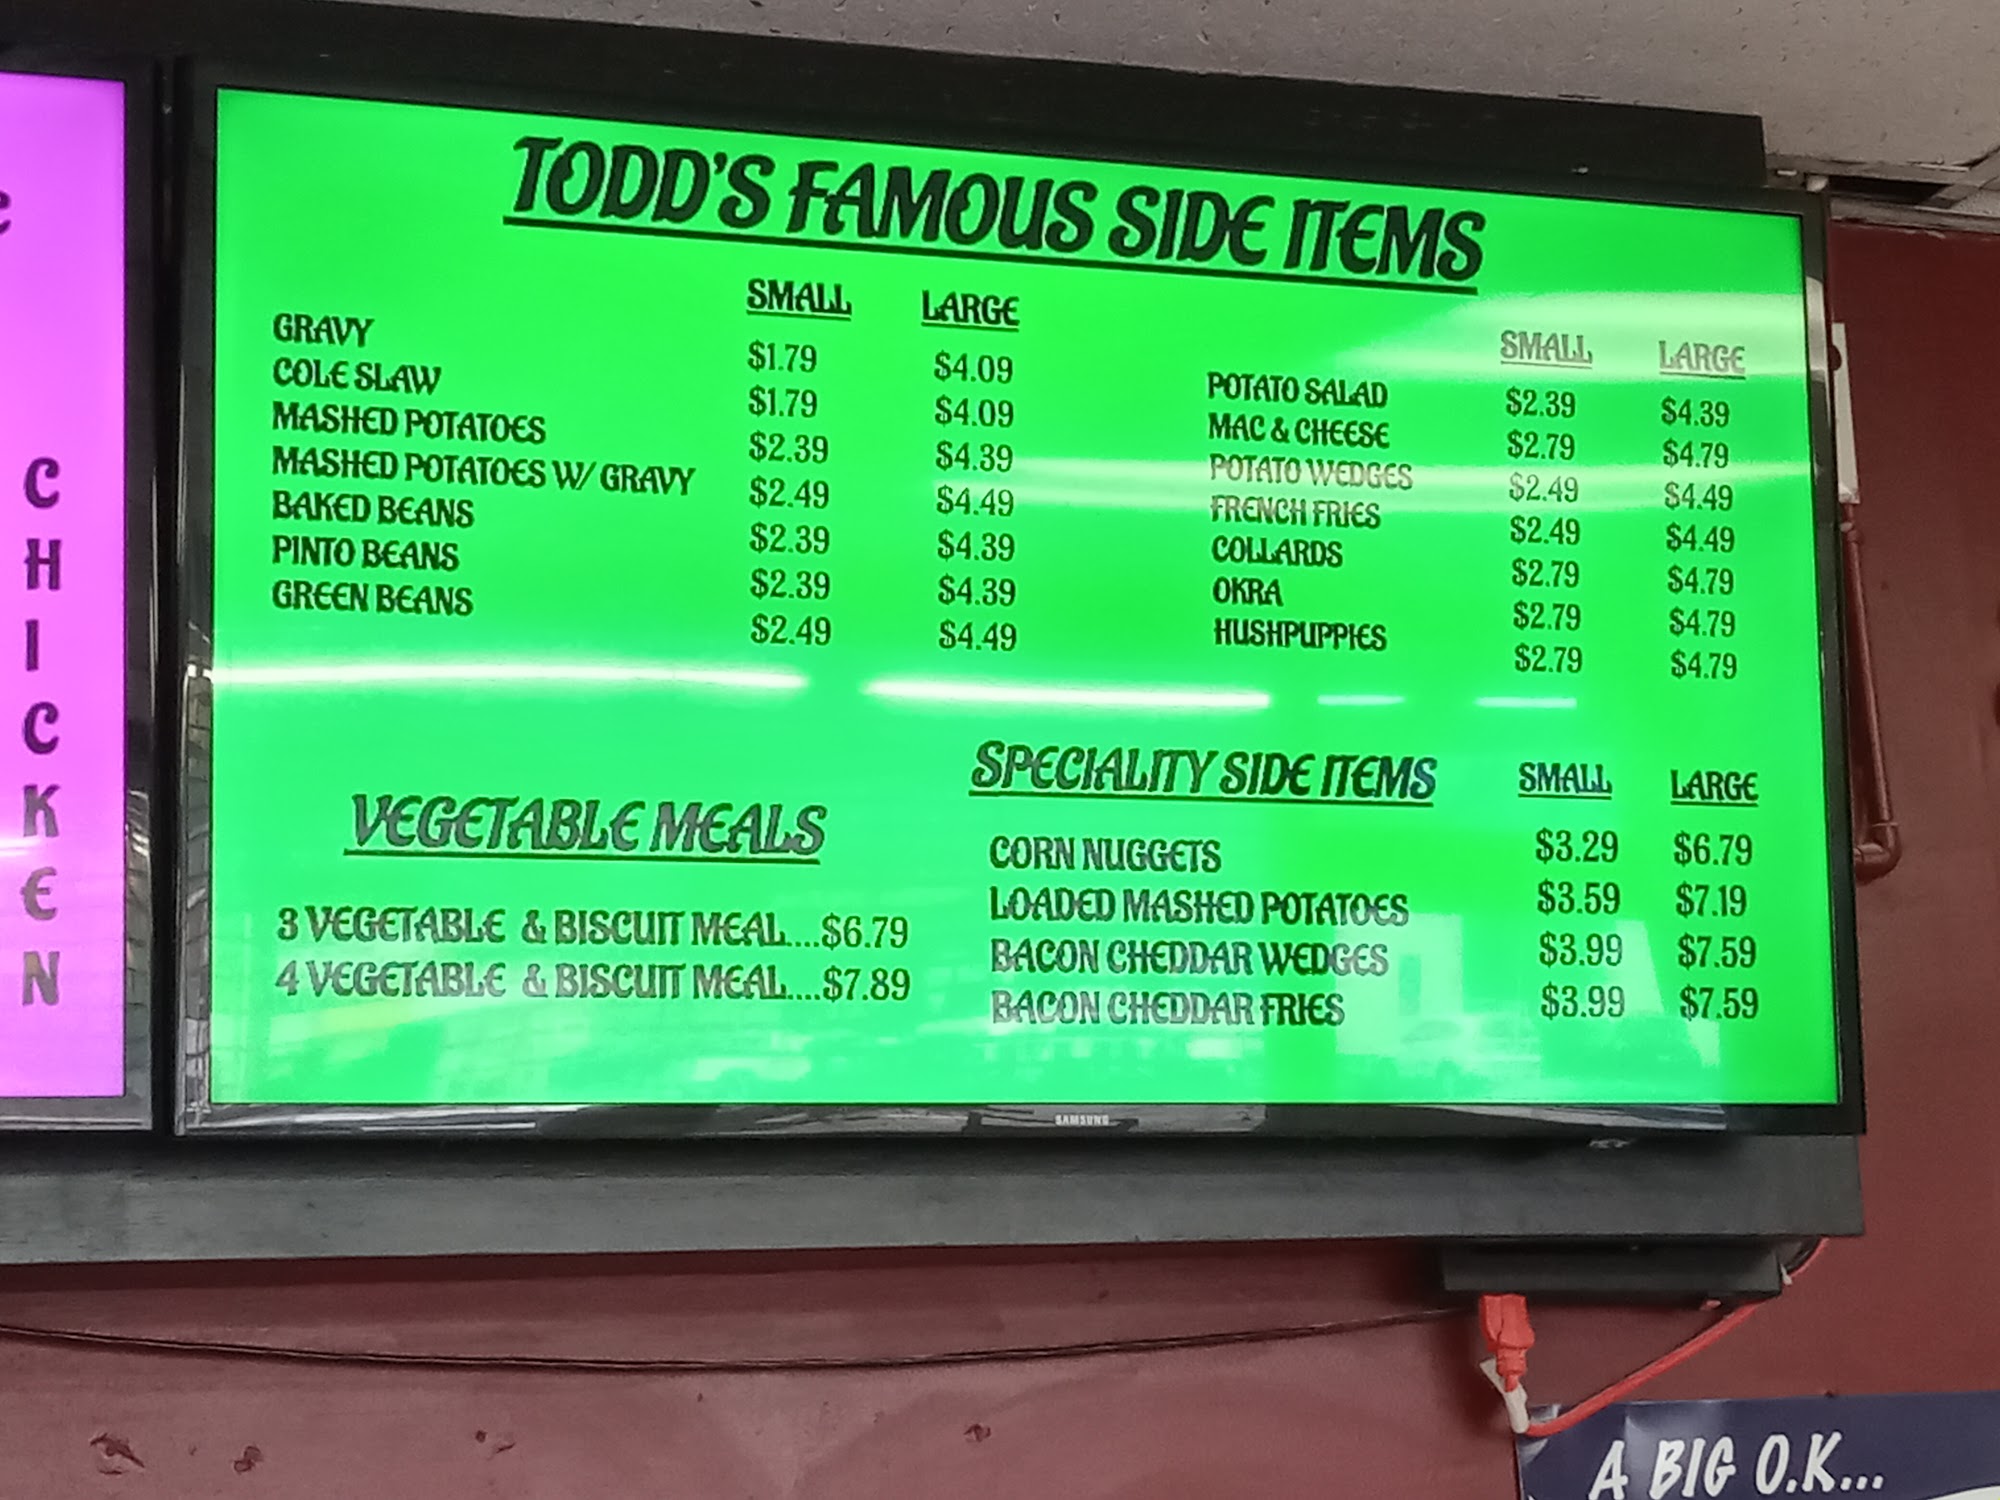 TODD'S FAMOUS SIDE ITEMS
SMALL LARGE
GRAVY $1.79 $4.09
COLE SLAW $1.79 $4.09
MASHED POTATOES $2.39 $4.39
MASHED POTATOES W/ GRAVY $2.49 $4.49
BAKED BEANS $2.39 $4.39
PINTO BEANS $2.39 $4.39
GREEN BEANS $2.49 $4.49
SMALL LARGE
POTATO SALAD $2.39 $4.39
MAC & CHEESE $2.79 $4.79
POTATO WEDGES $2.49 $4.49
FRENCH FRIES $2.49 $4.49
COLLARDS $2.79 $4.79
OKRA $2.79 $4.79
HUSHPUPPIES $2.79 $4.79
VEGETABLE MEALS
3 VEGETABLE & BISCUIT MEAL....$6.79
4 VEGETABLE & BISCUIT MEAL....$7.89
SPECIALITY SIDE ITEMS SMALL LARGE
CORN NUGGETS $3.29 $6.79
LOADED MASHED POTATOES $3.59 $7.19
BACON CHEDDAR WEDGES $3.99 $7.59
BACON CHEDDAR FRIES $3.99 $7.59
CHICKEN
SAMSUNG
A BIG O.K...